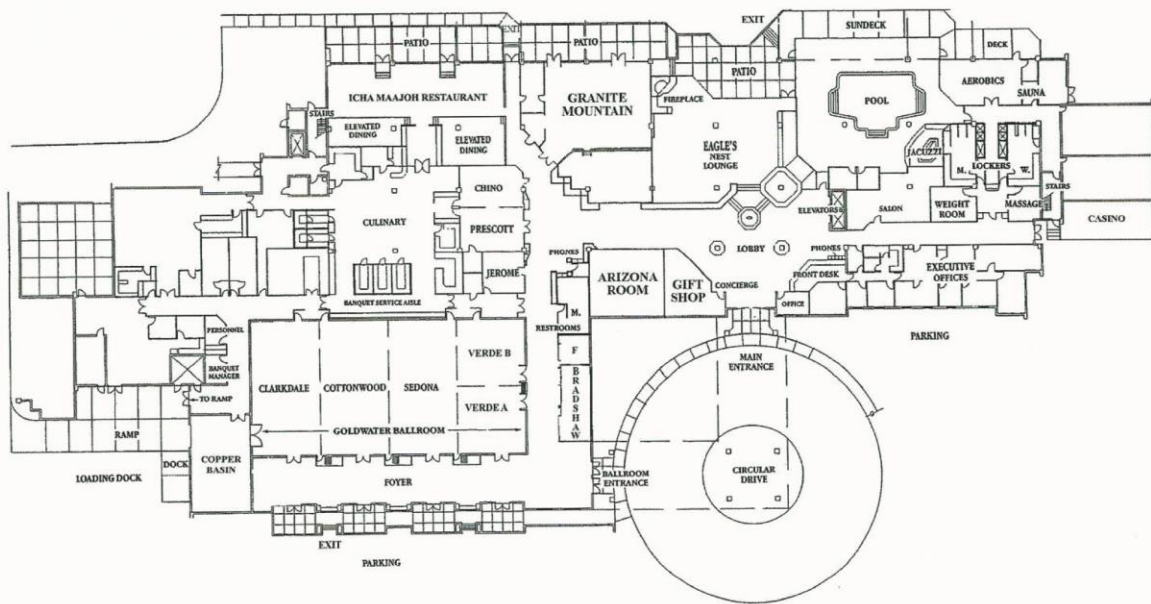 EXIT
SUNDECK
EXIT
PATIO
PATIO
DECK
PATIO
AEROBICS
SAUNA
ICHA MAAJOH RESTAURANT
GRANITE
MOUNTAIN
FIREPLACE
POOL
STAIRS
ELEVATED
DINING
ELEVATED
DINING
EAGLE'S
NEST
LOUNGE
JACUZZI
M.
LOCKERS
W.
CHINO
STAIRS
ELEVATORS
SALON
WEIGHT
ROOM
MASSAGE
CULINARY
PRESCOTT
CASINO
LOBBY
PHONES
PHONES
JEROME
ARIZONA
ROOM
GIFT
SHOP
CONCIERGE
FRONT DESK
EXECUTIVE
OFFICES
BANQUET SERVICE AISLE
OFFICE
M.
RESTROOMS
PERSONNEL
PARKING
VERDE B
F
MAIN
ENTRANCE
BANQUET
MANAGER
CLARKDALE
COTTONWOOD
SEDONA
BRADSHAW
TO RAMP
VERDE A
RAMP
GOLDWATER BALLROOM
COPPER
BASIN
DOCK
LOADING DOCK
FOYER
BALLROOM
ENTRANCE
CIRCULAR
DRIVE
EXIT
PARKING